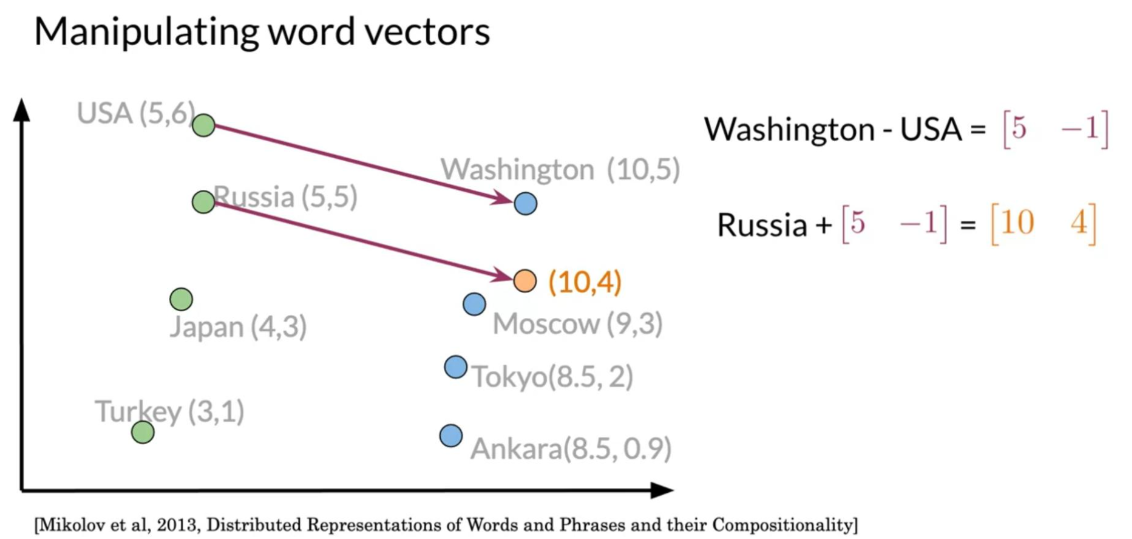 Manipulating word vectors
USA (5,6)
Washington (10,5)
Russia (5,5)
(10,4)
Moscow (9,3)
Japan (4,3)
Tokyo(8.5, 2)
Turkey (3,1)
Ankara(8.5, 0.9)
Washington - USA = [5 −1]
Russia + [5 −1] = [10 4]
[Mikolov et al, 2013, Distributed Representations of Words and Phrases and their Compositionality]